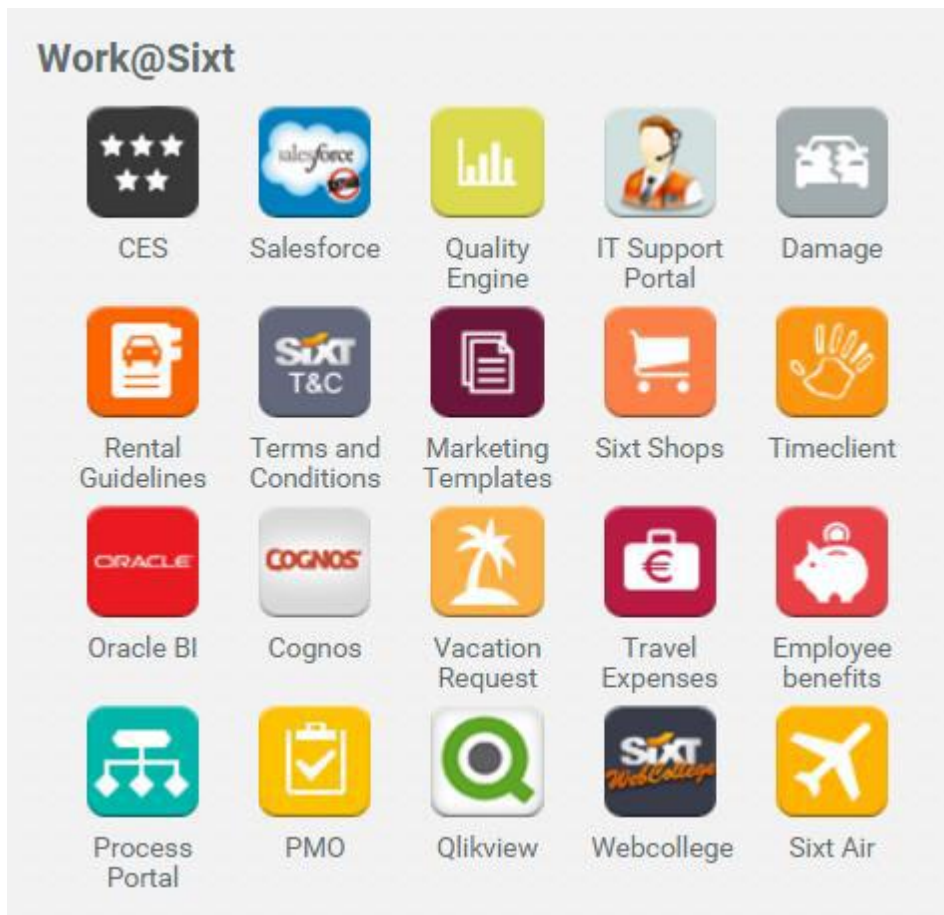 Work@Sixt
salesforce
CES
Salesforce
Quality
Engine
IT Support
Portal
Damage
SIXT
T&C
Rental
Guidelines
Terms and
Conditions
Marketing
Templates
Sixt Shops
Timeclient
ORACLE
COGNOS
€
Oracle BI
Cognos
Vacation
Request
Travel
Expenses
Employee
benefits
SIXT
WebCollege
Process
Portal
PMO
Qlikview
Webcollege
Sixt Air